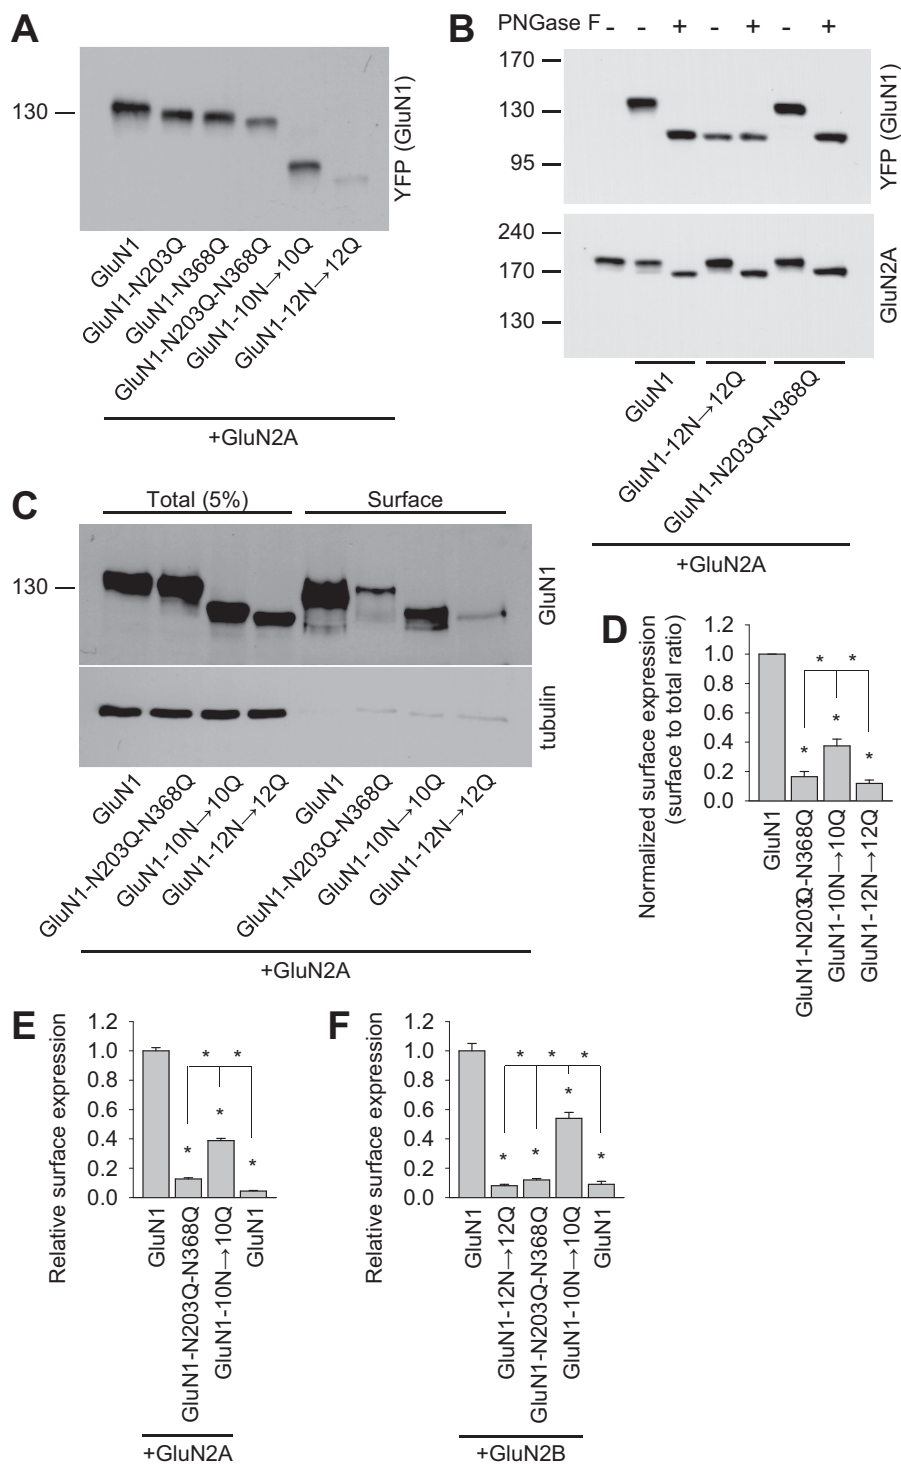 A
130
YFP (GluN1)
GluN1
GluN1-N203Q
GluN1-N368Q
GluN1-N203Q-N368Q
GluN1-10N→10Q
GluN1-12N→12Q
+GluN2A
B
PNGase F - - + - + - +
170
130
95
YFP (GluN1)
240
170
130
GluN2A
GluN1
GluN1-12N→12Q
GluN1-N203Q-N368Q
+GluN2A
C
Total (5%) Surface
130
GluN1
tubulin
GluN1
GluN1-N203Q-N368Q
GluN1-10N→10Q
GluN1-12N→12Q
GluN1
GluN1-N203Q-N368Q
GluN1-10N→10Q
GluN1-12N→12Q
+GluN2A
D
Normalized surface expression
(surface to total ratio)
1.2
1.0
0.8
0.6
0.4
0.2
0.0
* *
* * *
GluN1
GluN1-N203Q-N368Q
GluN1-10N→10Q
GluN1-12N→12Q
E
Relative surface expression
1.2
1.0
0.8
0.6
0.4
0.2
0.0
* *
* * *
GluN1
GluN1-N203Q-N368Q
GluN1-10N→10Q
GluN1
+GluN2A
F
Relative surface expression
1.2
1.0
0.8
0.6
0.4
0.2
0.0
* * *
* * * *
GluN1
GluN1-12N→12Q
GluN1-N203Q-N368Q
GluN1-10N→10Q
GluN1
+GluN2B